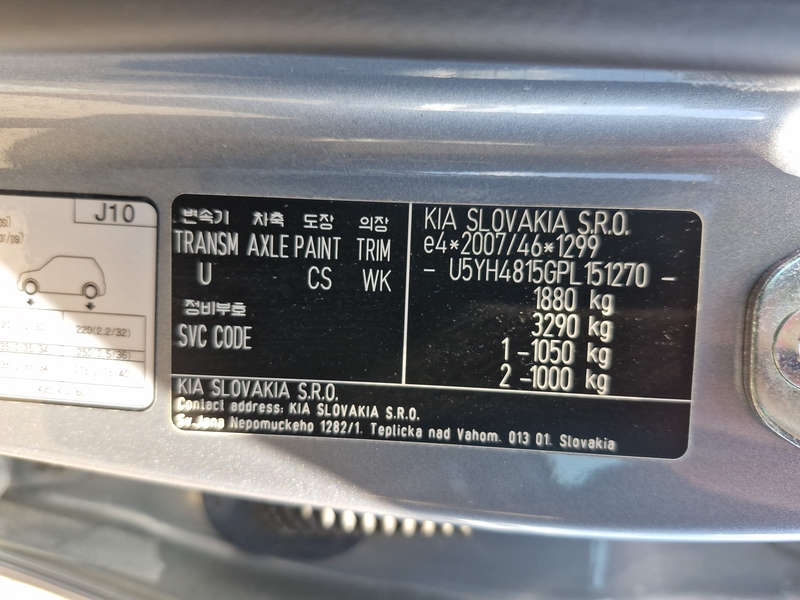 J10
220(2.2/32)
변속기 차축 도장 의장
TRANSM AXLE PAINT TRIM
U CS WK
정비부호
SVC CODE
KIA SLOVAKIA S.R.O.
e4*2007/46*1299
- U5YH4815GPL151270 -
1880 kg
3290 kg
1 -1050 kg
2 -1000 kg
KIA SLOVAKIA S.R.O.
Contact address: KIA SLOVAKIA S.R.O.
Sv.Jana Nepomuckeho 1282/1. Teplicka nad Vahom. 013 01. Slovakia